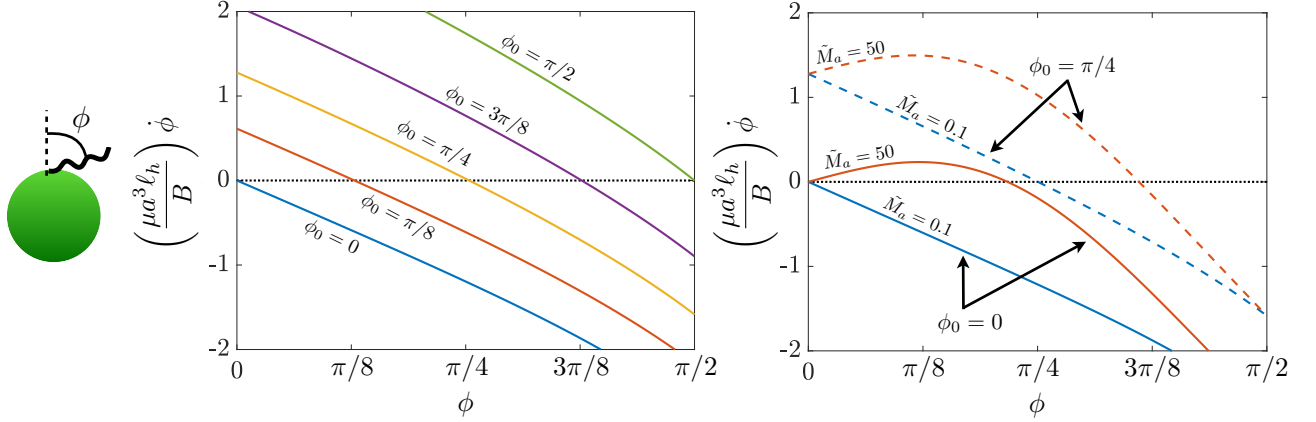 ϕ
(μa³ℓ_h / B) ϕ̇
2
1
0
-1
-2
ϕ₀ = π/2
ϕ₀ = 3π/8
ϕ₀ = π/4
ϕ₀ = π/8
ϕ₀ = 0
0
π/8
π/4
3π/8
π/2
ϕ
(μa³ℓ_h / B) ϕ̇
2
1
0
-1
-2
M̃_a = 50
ϕ₀ = π/4
M̃_a = 0.1
M̃_a = 50
M̃_a = 0.1
ϕ₀ = 0
0
π/8
π/4
3π/8
π/2
ϕ